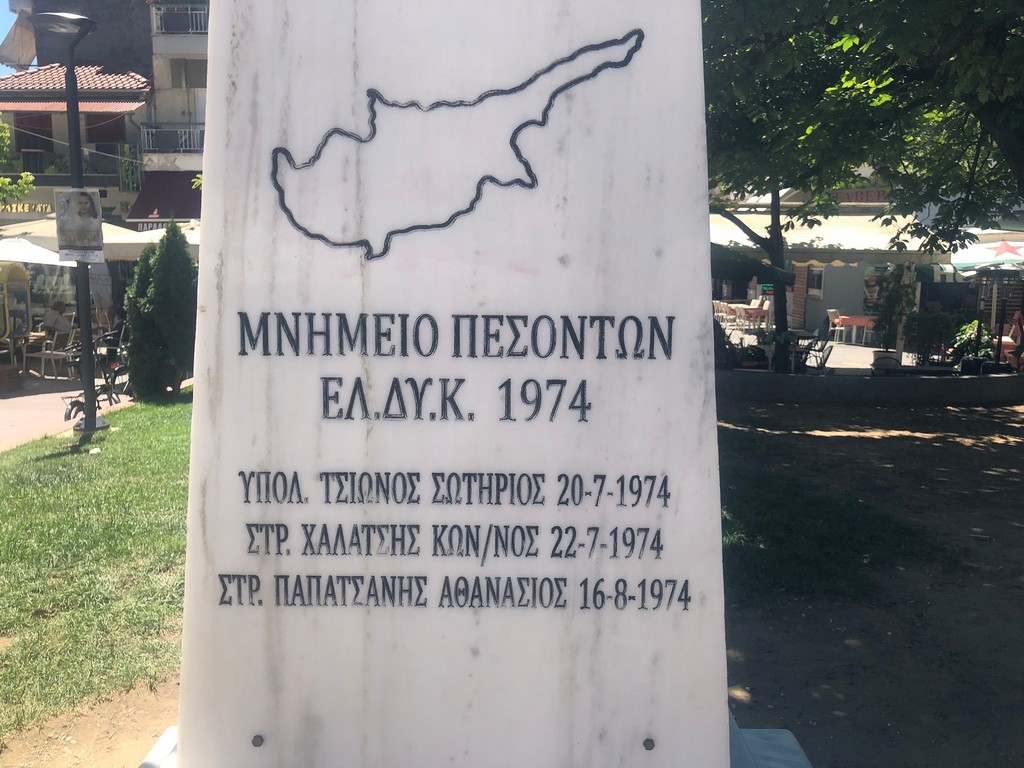 ΜΝΗΜΕΙΟ ΠΕΣΟΝΤΩΝ
ΕΛ.ΔΥ.Κ. 1974
ΥΠΟΛ. ΤΣΙΩΝΟΣ ΣΩΤΗΡΙΟΣ 20-7-1974
ΣΤΡ. ΧΑΛΑΤΣΗΣ ΚΩΝ/ΝΟΣ 22-7-1974
ΣΤΡ. ΠΑΠΑΤΣΑΝΗΣ ΑΘΑΝΑΣΙΟΣ 16-8-1974